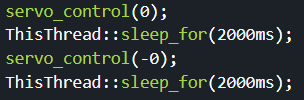 servo_control(0);
ThisThread::sleep_for(2000ms);
servo_control(-0);
ThisThread::sleep_for(2000ms);